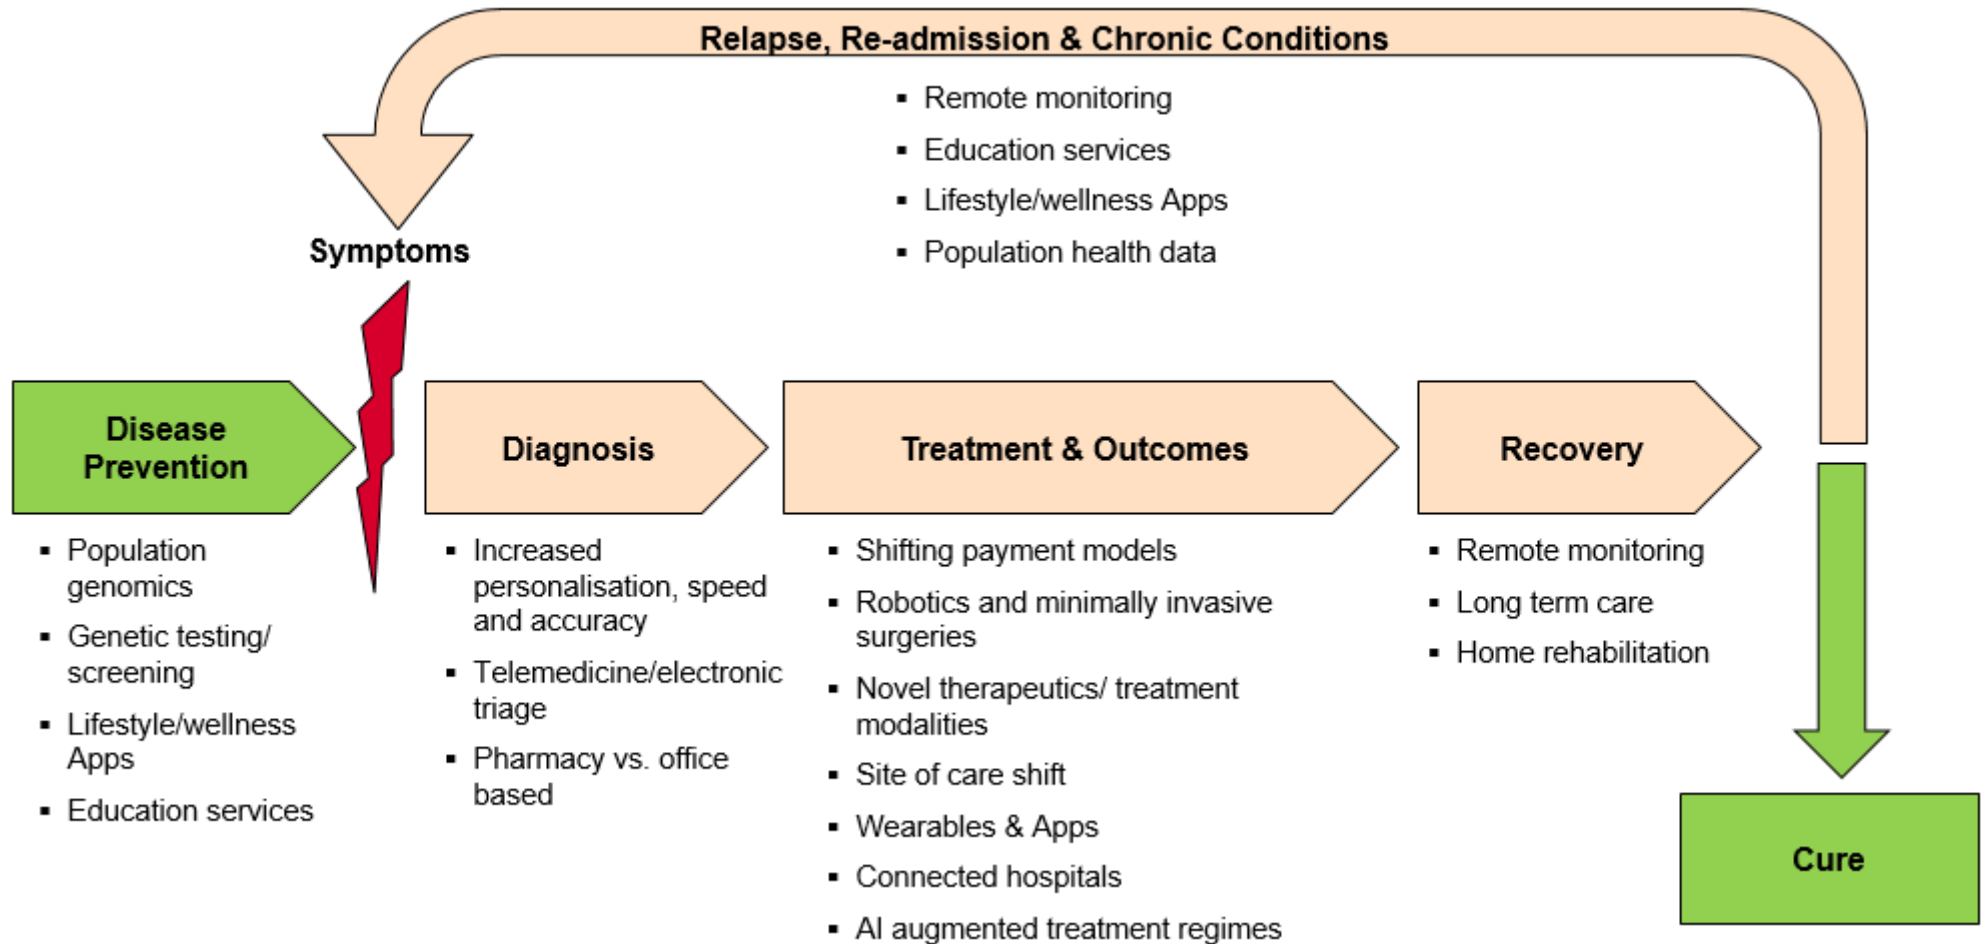 Relapse, Re-admission & Chronic Conditions
▪ Remote monitoring
▪ Education services
▪ Lifestyle/wellness Apps
▪ Population health data
Symptoms
Disease
Prevention
▪ Population
genomics
▪ Genetic testing/
screening
▪ Lifestyle/wellness
Apps
▪ Education services
Diagnosis
▪ Increased
personalisation, speed
and accuracy
▪ Telemedicine/electronic
triage
▪ Pharmacy vs. office
based
Treatment & Outcomes
▪ Shifting payment models
▪ Robotics and minimally invasive
surgeries
▪ Novel therapeutics/ treatment
modalities
▪ Site of care shift
▪ Wearables & Apps
▪ Connected hospitals
▪ AI augmented treatment regimes
Recovery
▪ Remote monitoring
▪ Long term care
▪ Home rehabilitation
Cure